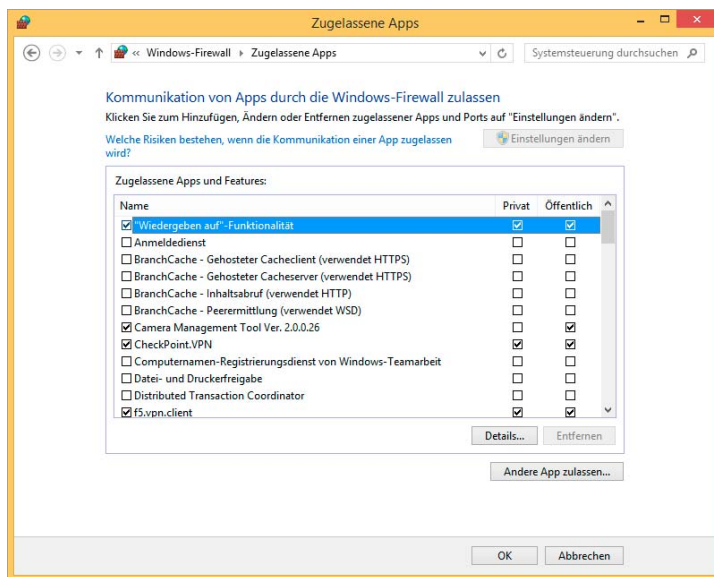 Zugelassene Apps
« Windows-Firewall ▸ Zugelassene Apps
Systemsteuerung durchsuchen
Kommunikation von Apps durch die Windows-Firewall zulassen
Klicken Sie zum Hinzufügen, Ändern oder Entfernen zugelassener Apps und Ports auf "Einstellungen ändern".
Welche Risiken bestehen, wenn die Kommunikation einer App zugelassen
wird?
Einstellungen ändern
Zugelassene Apps und Features:
Name Privat Öffentlich
"Wiedergeben auf"-Funktionalität
Anmeldedienst
BranchCache - Gehosteter Cacheclient (verwendet HTTPS)
BranchCache - Gehosteter Cacheserver (verwendet HTTPS)
BranchCache - Inhaltsabruf (verwendet HTTP)
BranchCache - Peerermittlung (verwendet WSD)
Camera Management Tool Ver. 2.0.0.26
CheckPoint.VPN
Computernamen-Registrierungsdienst von Windows-Teamarbeit
Datei- und Druckerfreigabe
Distributed Transaction Coordinator
f5.vpn.client
Details... Entfernen
Andere App zulassen...
OK Abbrechen